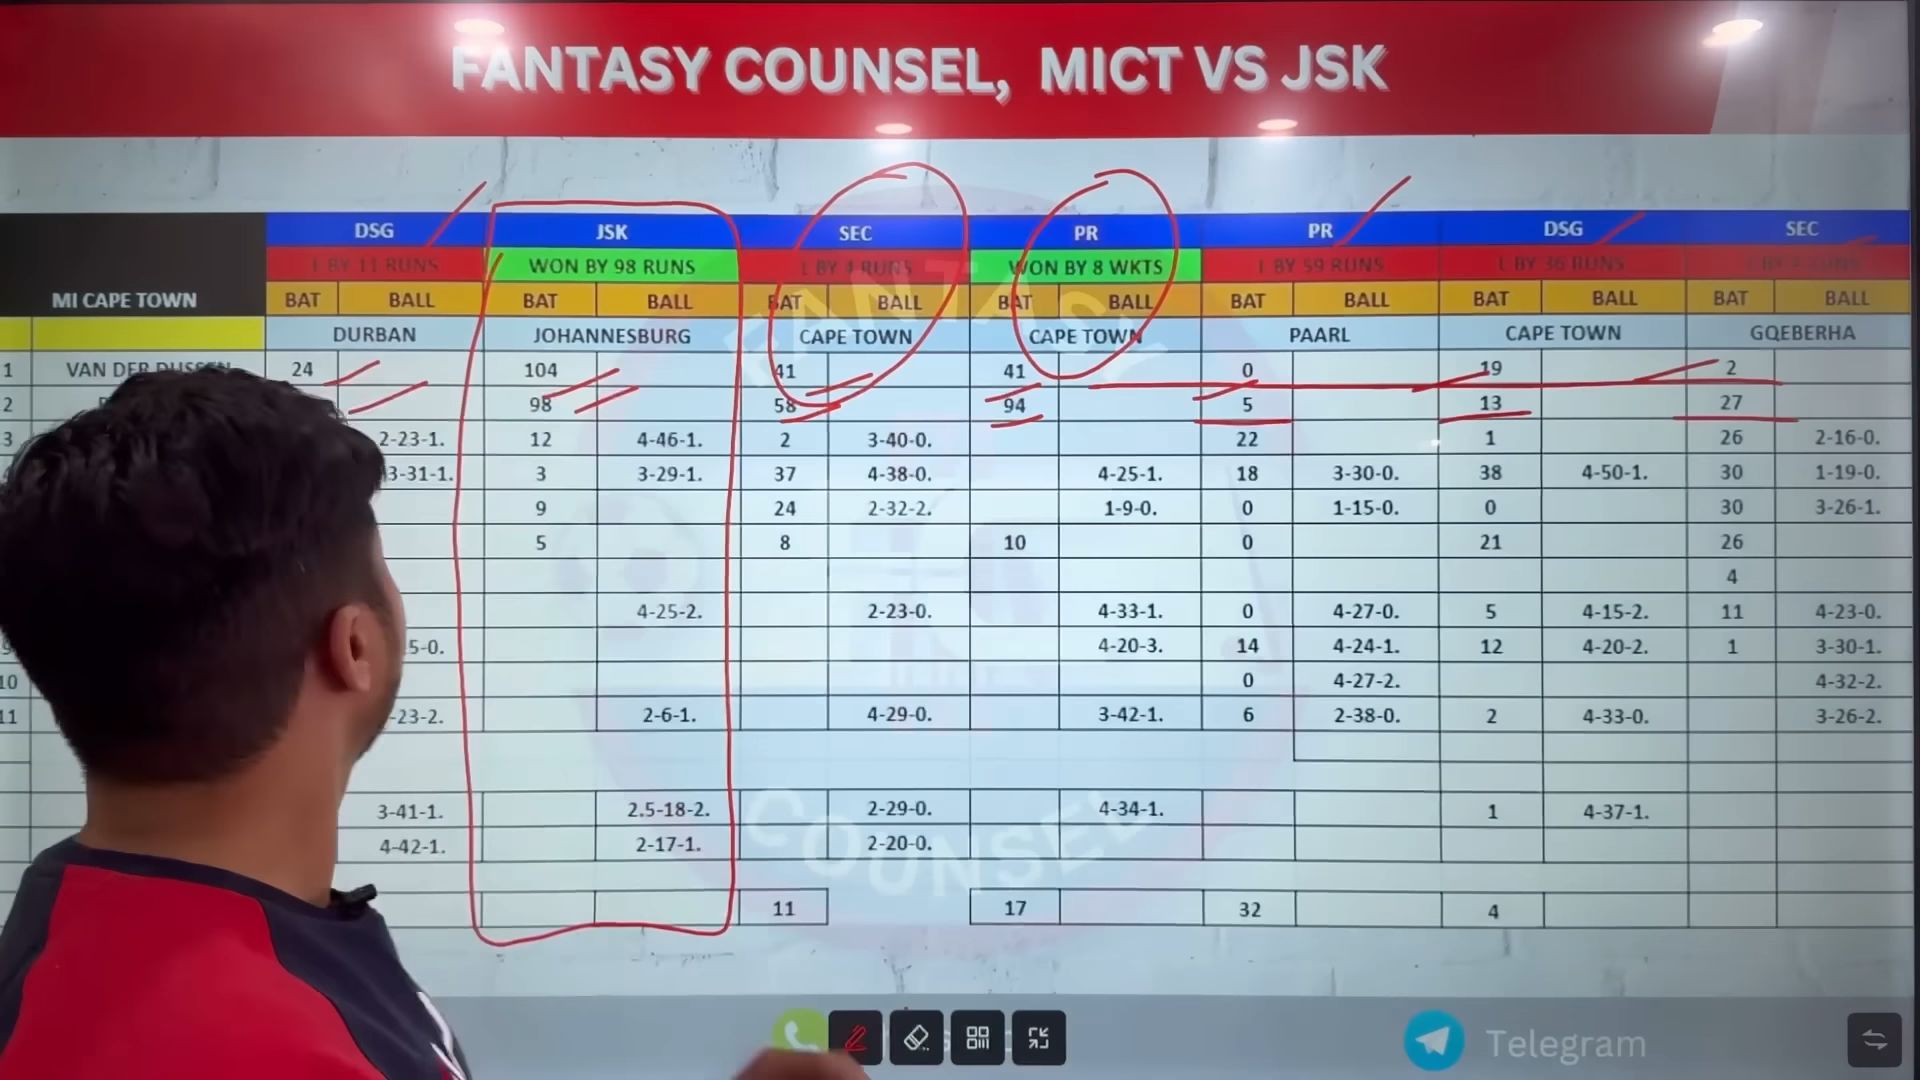 FANTASY COUNSEL, MICT VS JSK
DSG JSK SEC PR PR DSG SEC
L BY 11 RUNS WON BY 98 RUNS L BY RUNS WON BY 8 WKTS L BY 59 RUNS L BY 36 RUNS
MI CAPE TOWN BAT BALL BAT BALL BAT BALL BAT BALL BAT BALL BAT BALL BAT BALL
DURBAN JOHANNESBURG CAPE TOWN CAPE TOWN PAARL CAPE TOWN GQEBERHA
1 VAN DER DUSSEN 24 104 41 41 0 19 2
2 98 58 94 5 13 27
3 2-23-1. 12 4-46-1. 2 3-40-0. 22 1 26 2-16-0.
3-31-1. 3 3-29-1. 37 4-38-0. 4-25-1. 18 3-30-0. 38 4-50-1. 30 1-19-0.
9 24 2-32-2. 1-9-0. 0 1-15-0. 0 30 3-26-1.
5 8 10 0 21 26
4
4-25-2. 2-23-0. 4-33-1. 0 4-27-0. 5 4-15-2. 11 4-23-0.
9 5-0. 4-20-3. 14 4-24-1. 12 4-20-2. 1 3-30-1.
10 0 4-27-2. 4-32-2.
11 -23-2. 2-6-1. 4-29-0. 3-42-1. 6 2-38-0. 2 4-33-0. 3-26-2.
3-41-1. 2.5-18-2. 2-29-0. 4-34-1. 1 4-37-1.
4-42-1. 2-17-1. 2-20-0.
11 17 32 4
FANTASY
COUNSEL
Telegram